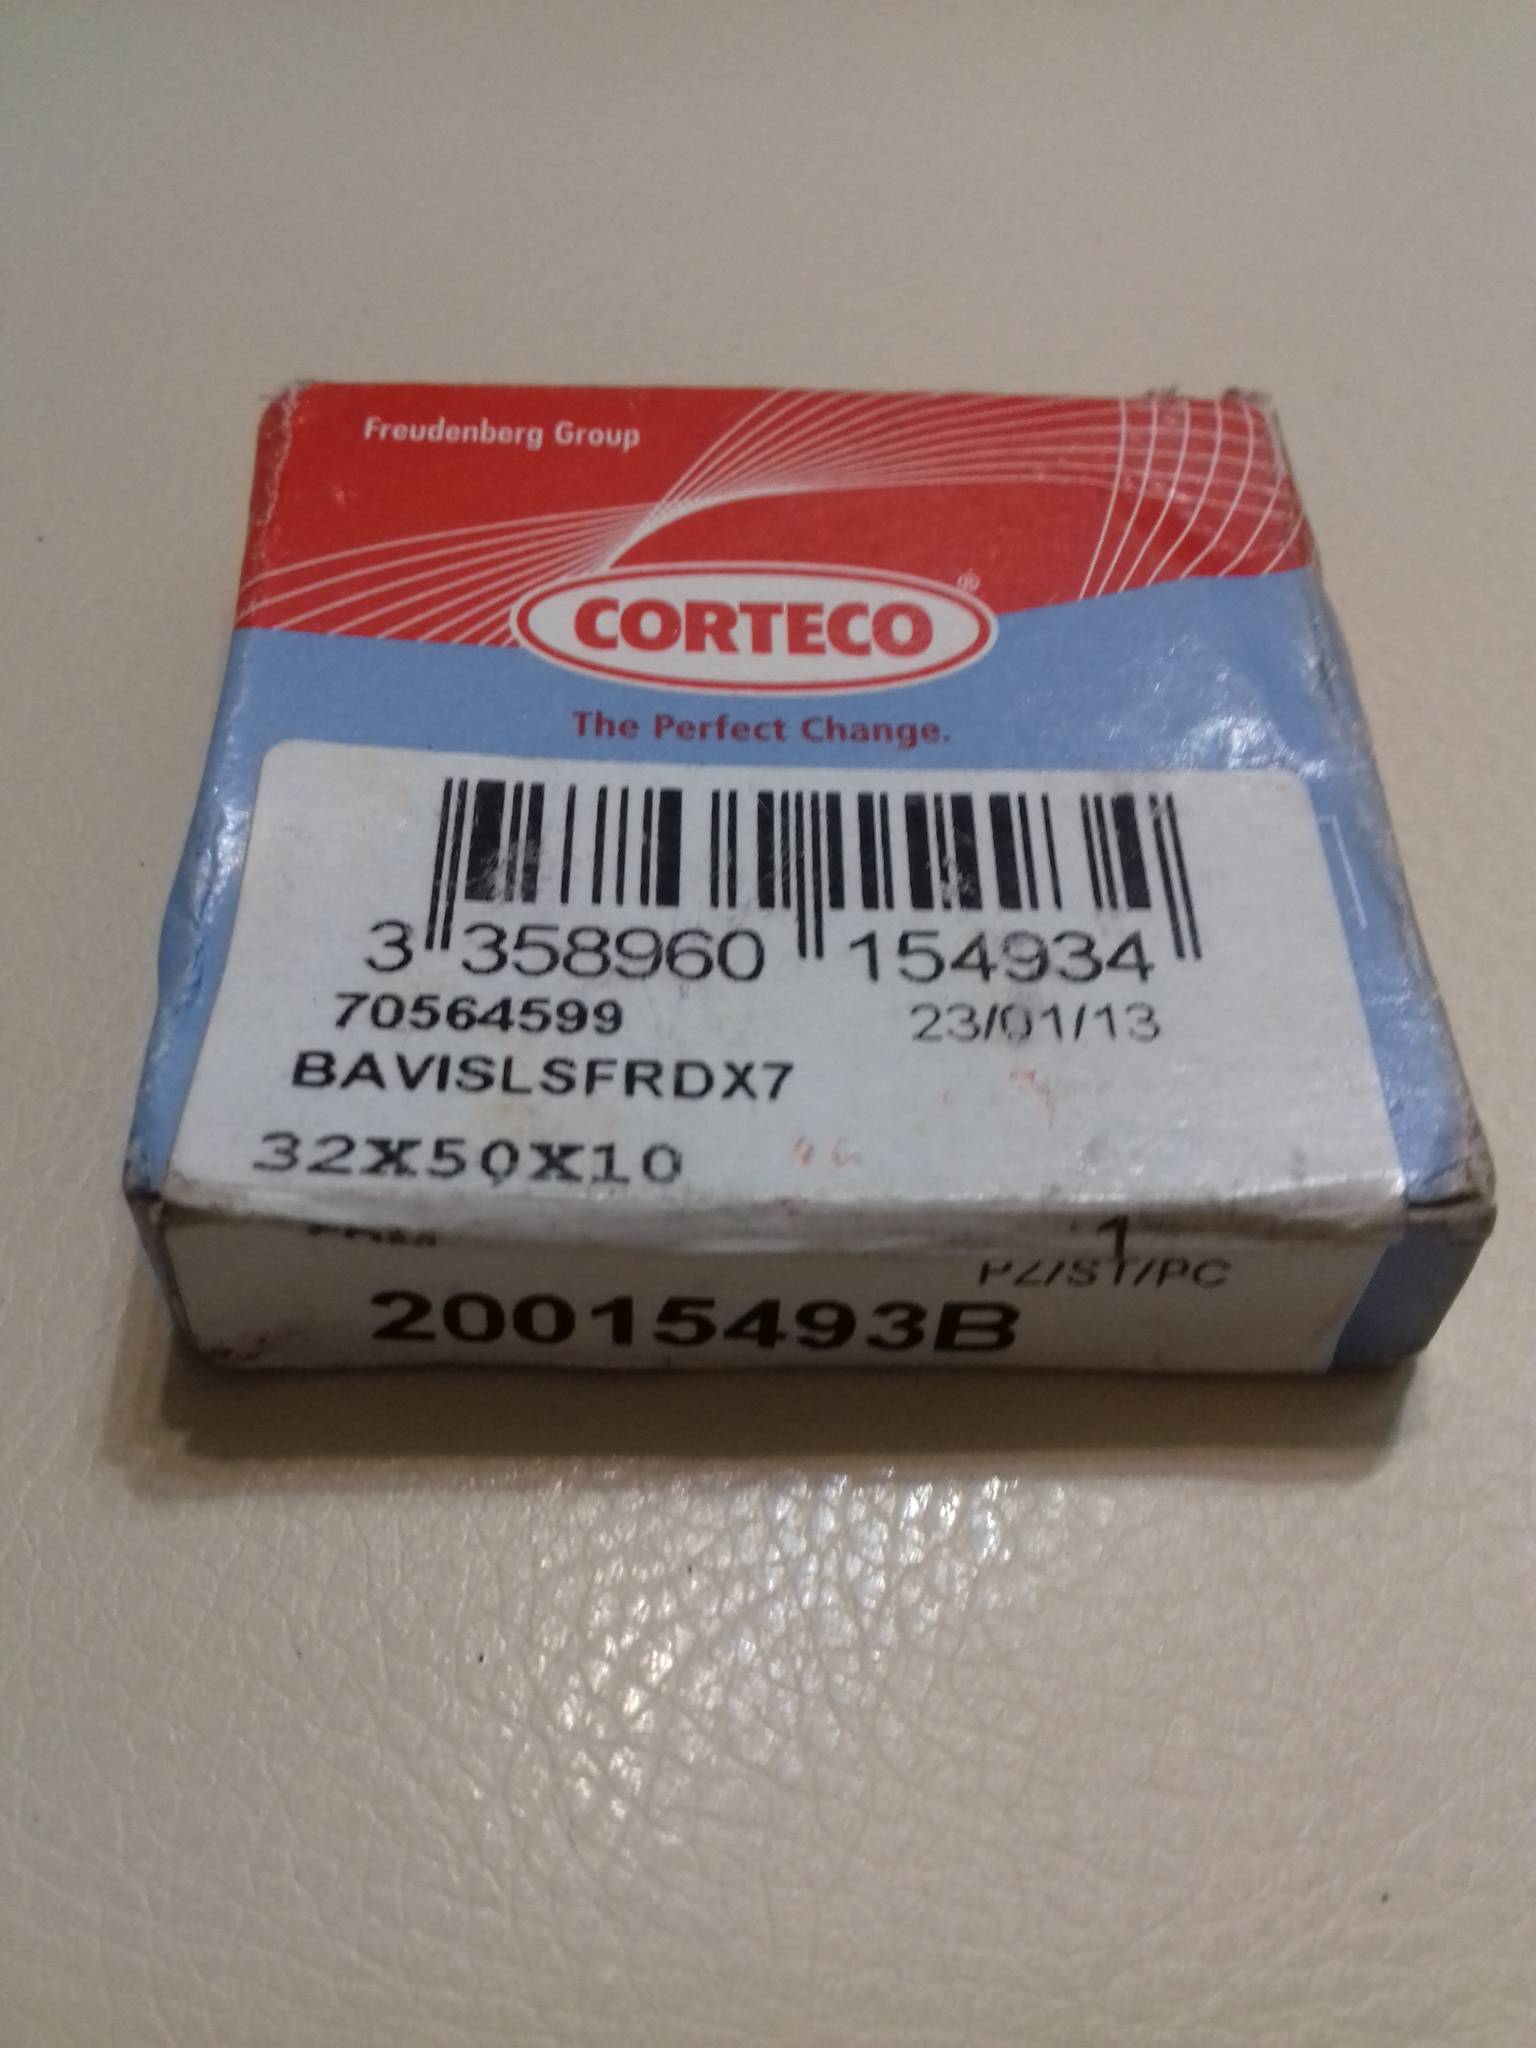 Freudenberg Group
CORTECO®
The Perfect Change.
3 358960 154934
70564599 23/01/13
BAVISLSFRDX7
32X50X10
1
PZ/ST/PC
20015493B